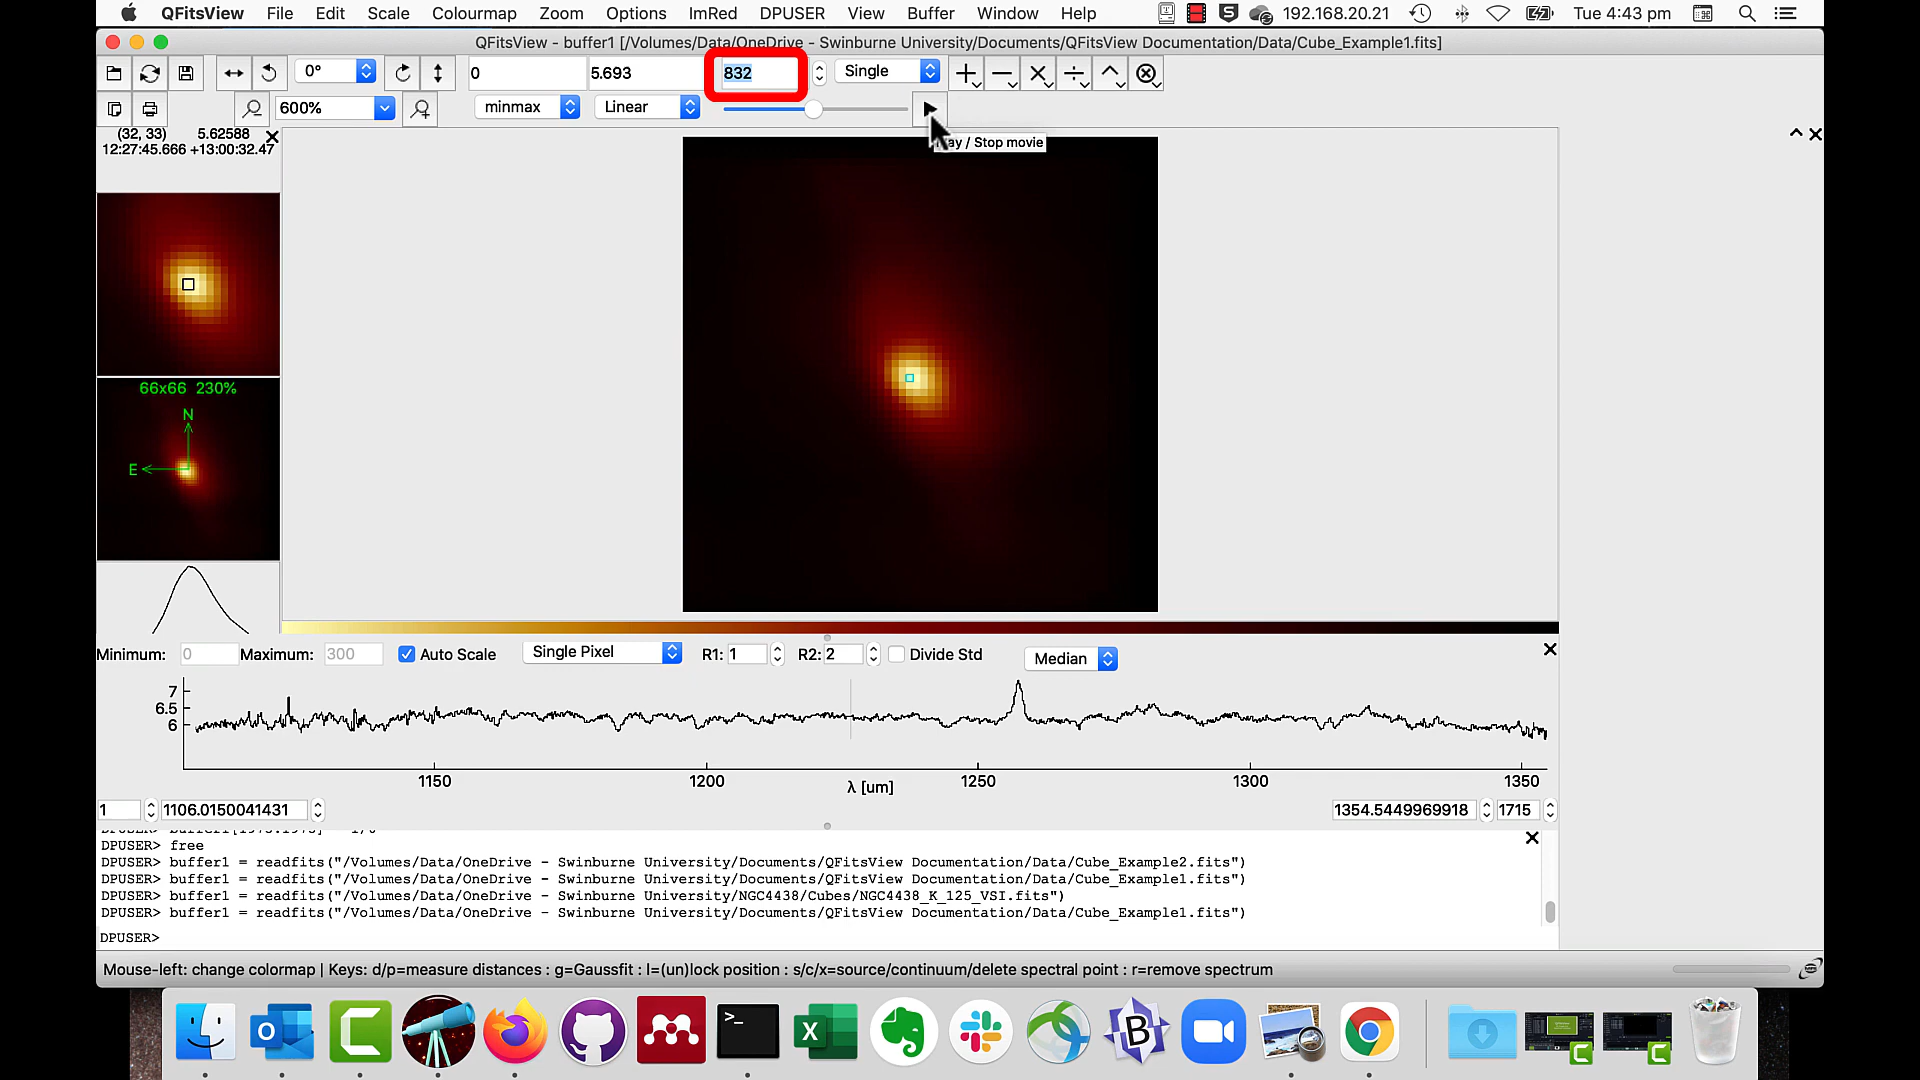 QFitsView File Edit Scale Colourmap Zoom Options ImRed DPUSER View Buffer Window Help 192.168.20.21 Tue 4:43 pm
QFitsView - buffer1 [/Volumes/Data/OneDrive - Swinburne University/Documents/QFitsView Documentation/Data/Cube_Example1.fits]
0° 0 5.693 832 Single
600% minmax Linear
(32, 33) 5.62588
12:27:45.666 +13:00:32.47
/ Stop movie
66x66 230%
N
E
Minimum: 0 Maximum: 300 Auto Scale Single Pixel R1: 1 R2: 2 Divide Std Median
7
6.5
6
1150 1200 1250 1300 1350
λ [um]
1 1106.0150041431 1354.5449969918 1715
DPUSER> free
DPUSER> buffer1 = readfits("/Volumes/Data/OneDrive - Swinburne University/Documents/QFitsView Documentation/Data/Cube_Example2.fits")
DPUSER> buffer1 = readfits("/Volumes/Data/OneDrive - Swinburne University/Documents/QFitsView Documentation/Data/Cube_Example1.fits")
DPUSER> buffer1 = readfits("/Volumes/Data/OneDrive - Swinburne University/NGC4438/Cubes/NGC4438_K_125_VSI.fits")
DPUSER> buffer1 = readfits("/Volumes/Data/OneDrive - Swinburne University/Documents/QFitsView Documentation/Data/Cube_Example1.fits")
DPUSER>
Mouse-left: change colormap | Keys: d/p=measure distances : g=Gaussfit : l=(un)lock position : s/c/x=source/continuum/delete spectral point : r=remove spectrum